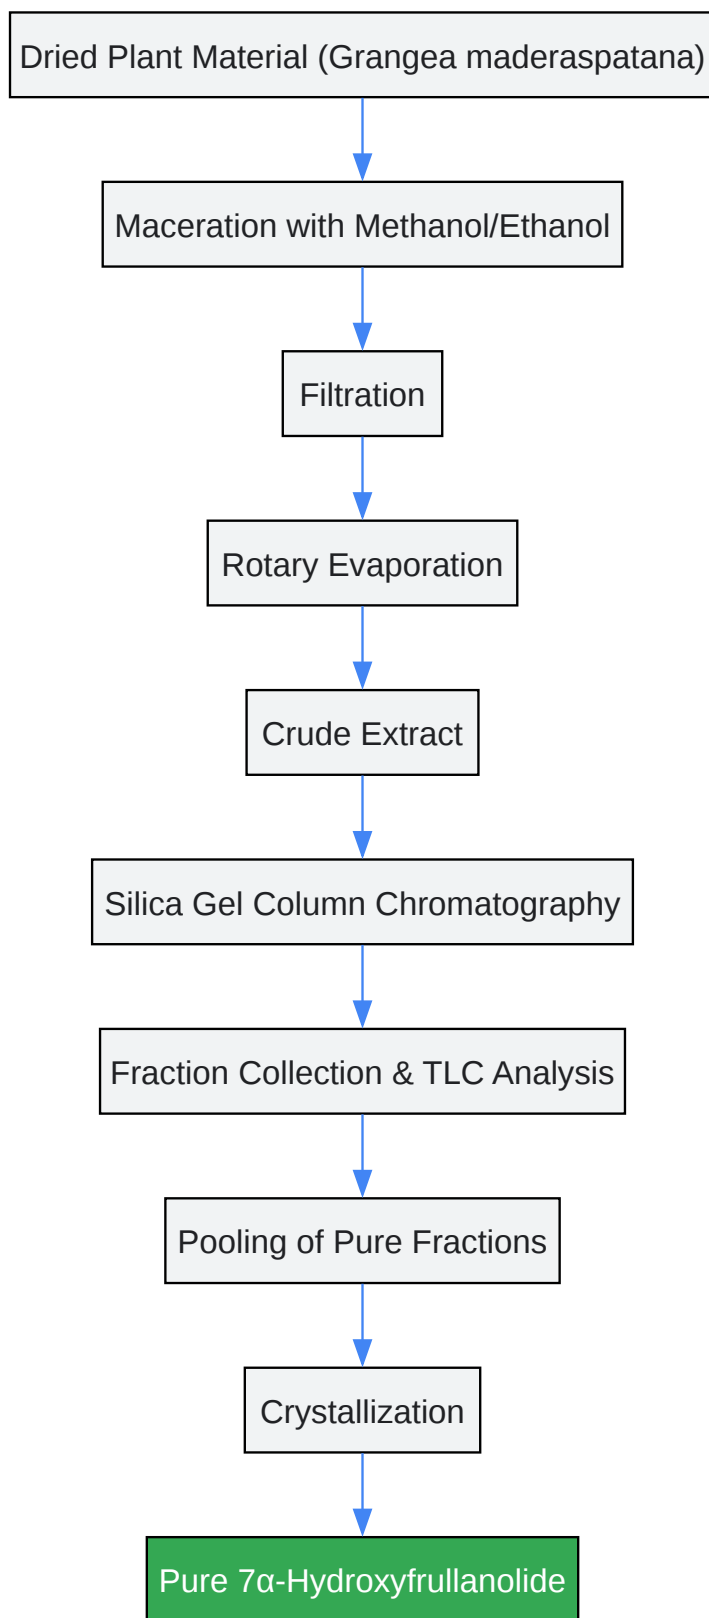 Dried Plant Material (Grangea maderaspatana)
Maceration with Methanol/Ethanol
Filtration
Rotary Evaporation
Crude Extract
Silica Gel Column Chromatography
Fraction Collection & TLC Analysis
Pooling of Pure Fractions
Crystallization
Pure 7α-Hydroxyfrullanolide